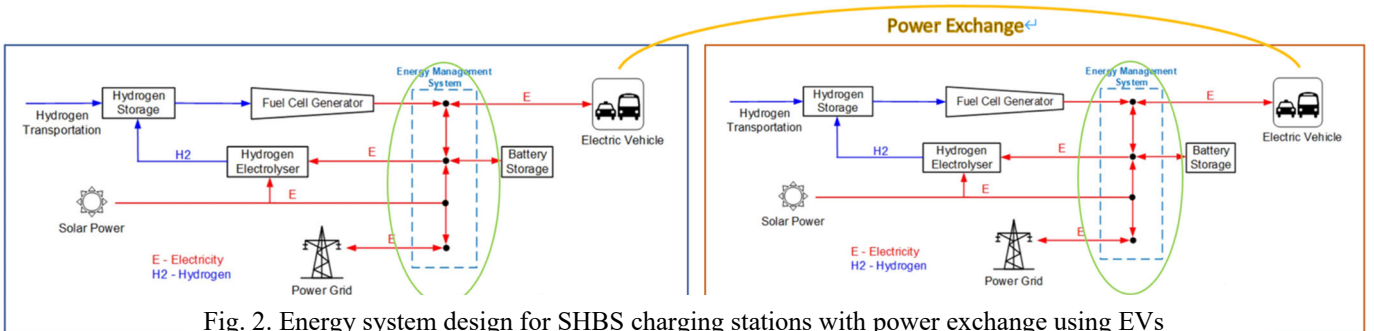 Power Exchange↵
Energy Management
System
Hydrogen
Storage
Fuel Cell Generator
E
Hydrogen
Transportation
Electric Vehicle
H2
Hydrogen
Electrolyser
E
Battery
Storage
E
Solar Power
E
E - Electricity
H2 - Hydrogen
Power Grid
Energy Management
System
Hydrogen
Storage
Fuel Cell Generator
E
Hydrogen
Transportation
Electric Vehicle
H2
Hydrogen
Electrolyser
E
Battery
Storage
E
Solar Power
E
E - Electricity
H2 - Hydrogen
Power Grid
Fig. 2. Energy system design for SHBS charging stations with power exchange using EVs